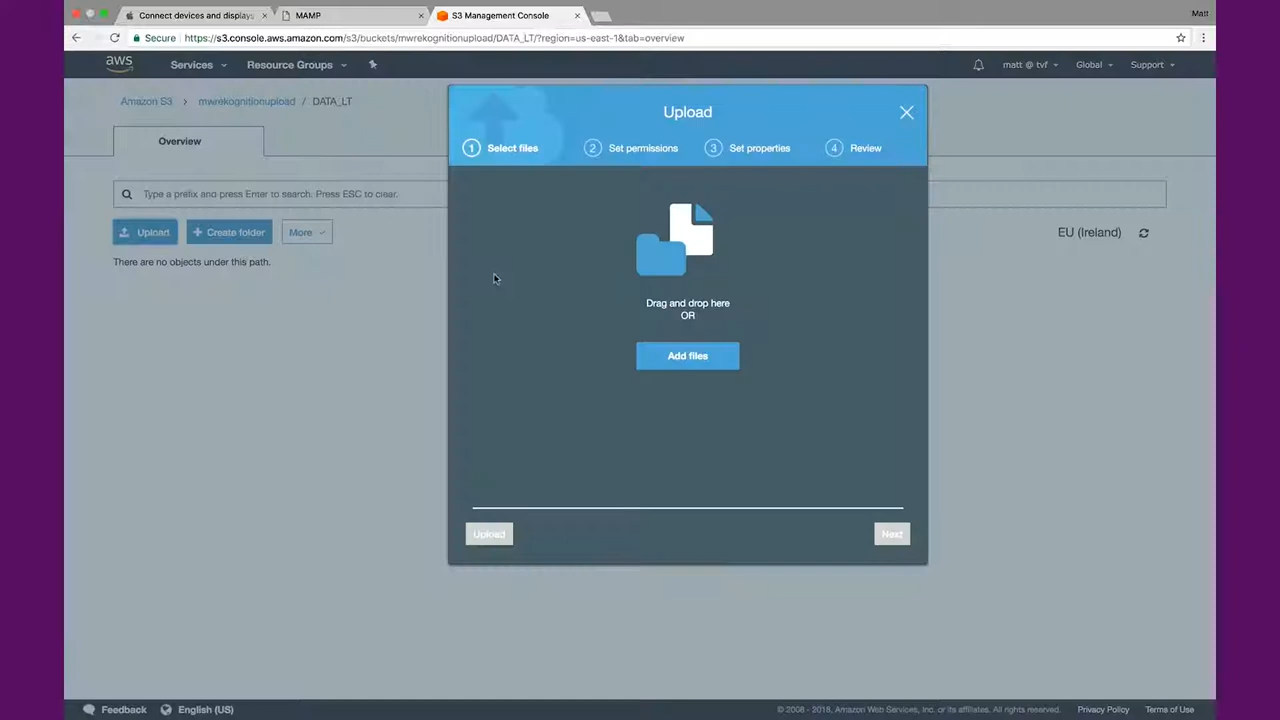 Connect devices and displays
MAMP
S3 Management Console
Matt
Secure https://s3.console.aws.amazon.com/s3/buckets/mwrekognitionupload/DATA_LT/?region=us-east-1&tab=overview
aws Services Resource Groups matt @ tvf Global Support
Amazon S3 > mwrekognitionupload / DATA_LT
Overview
Type a prefix and press Enter to search. Press ESC to clear.
Upload + Create folder More
EU (Ireland)
There are no objects under this path.
Upload
1 Select files 2 Set permissions 3 Set properties 4 Review
Drag and drop here
OR
Add files
Upload Next
Feedback English (US) © 2008 - 2018, Amazon Web Services, Inc. or its affiliates. All rights reserved. Privacy Policy Terms of Use